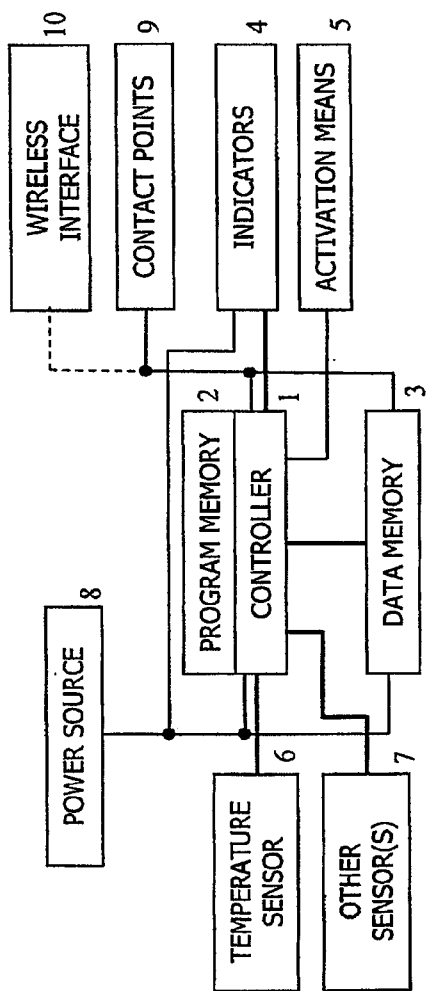 10
WIRELESS
INTERFACE
9
CONTACT POINTS
4
INDICATORS
5
ACTIVATION MEANS
2
PROGRAM MEMORY
1
CONTROLLER
3
DATA MEMORY
8
POWER SOURCE
6
TEMPERATURE
SENSOR
7
OTHER
SENSOR(S)